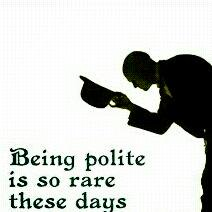 Being polite
is so rare
these days